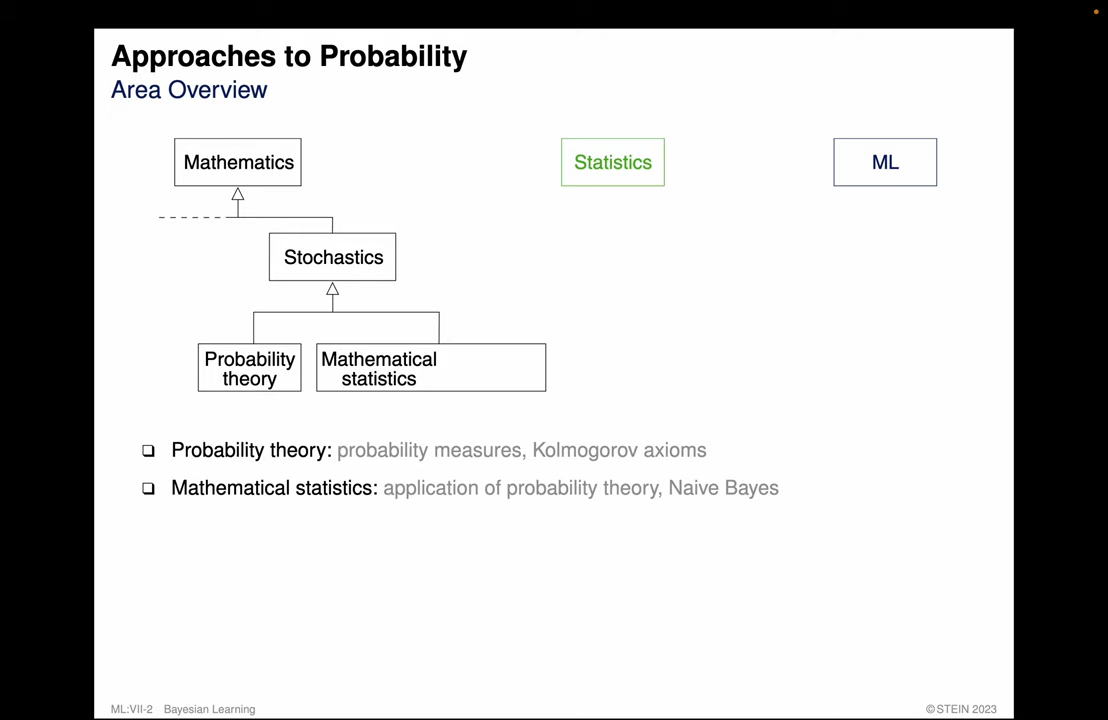 Approaches to Probability
Area Overview
Mathematics
Statistics
ML
Stochastics
Probability
theory
Mathematical
statistics
❏ Probability theory: probability measures, Kolmogorov axioms
❏ Mathematical statistics: application of probability theory, Naive Bayes
ML:VII-2 Bayesian Learning
© STEIN 2023